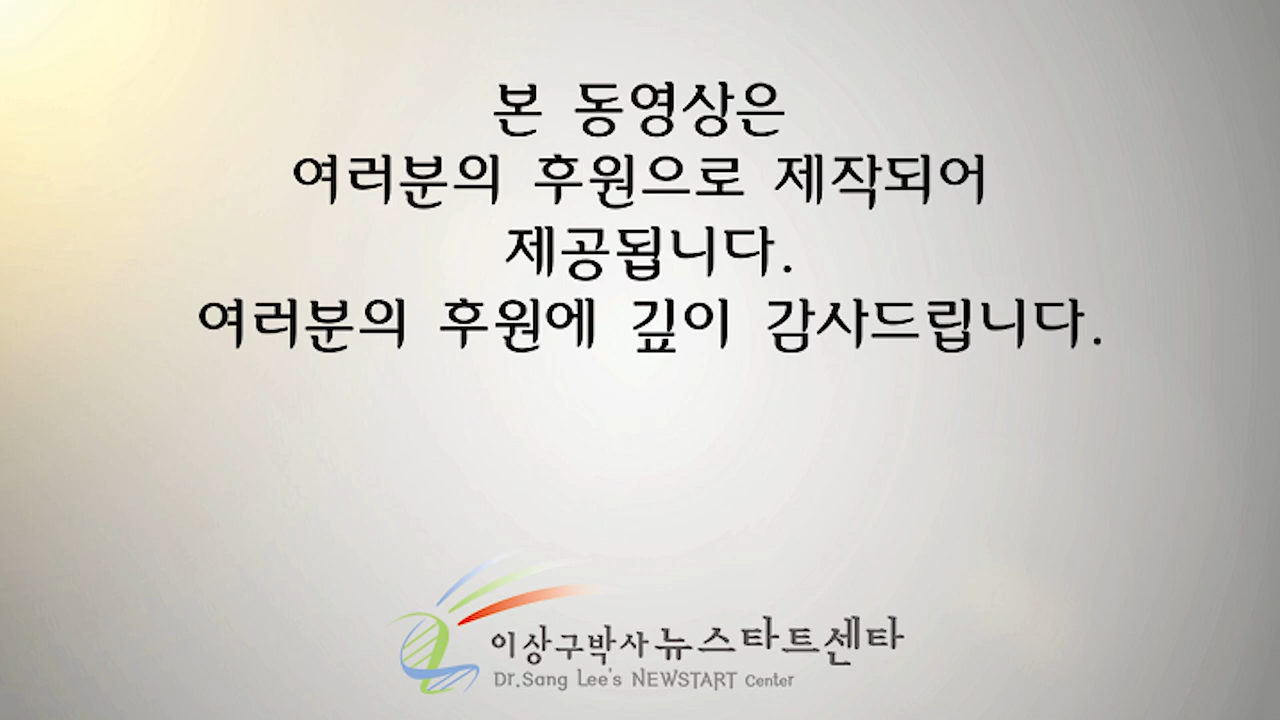 본 동영상은
여러분의 후원으로 제작되어
제공됩니다.
여러분의 후원에 깊이 감사드립니다.
이상구박사 뉴스타트센타
Dr.Sang Lee's NEWSTART Center